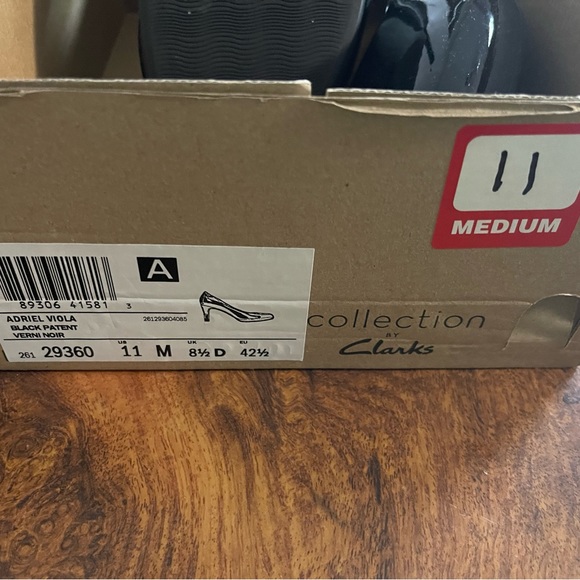 11
MEDIUM
A
89306 41581 3
261293604085
ADRIEL VIOLA
BLACK PATENT
VERNI NOIR
US UK EU
261 29360 11 M 8½ D 42½
collection
BY
Clarks